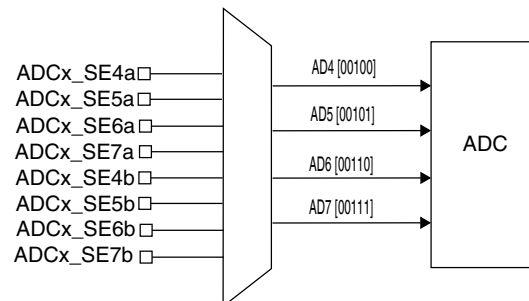 ADCx_SE4a
ADCx_SE5a
ADCx_SE6a
ADCx_SE7a
ADCx_SE4b
ADCx_SE5b
ADCx_SE6b
ADCx_SE7b
AD4 [00100]
AD5 [00101]
AD6 [00110]
AD7 [00111]
ADC